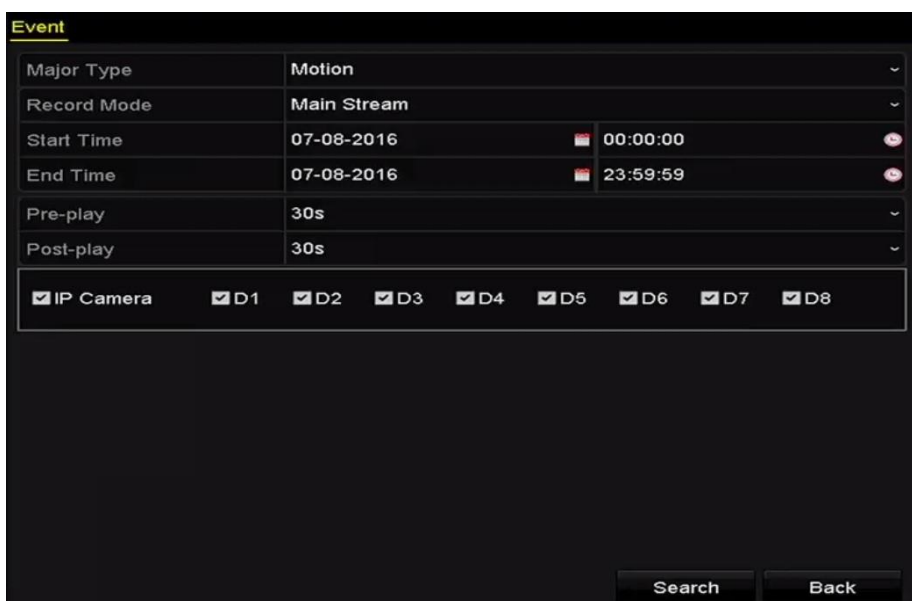 Event
Major Type Motion
Record Mode Main Stream
Start Time 07-08-2016 00:00:00
End Time 07-08-2016 23:59:59
Pre-play 30s
Post-play 30s
IP Camera D1 D2 D3 D4 D5 D6 D7 D8
Search Back